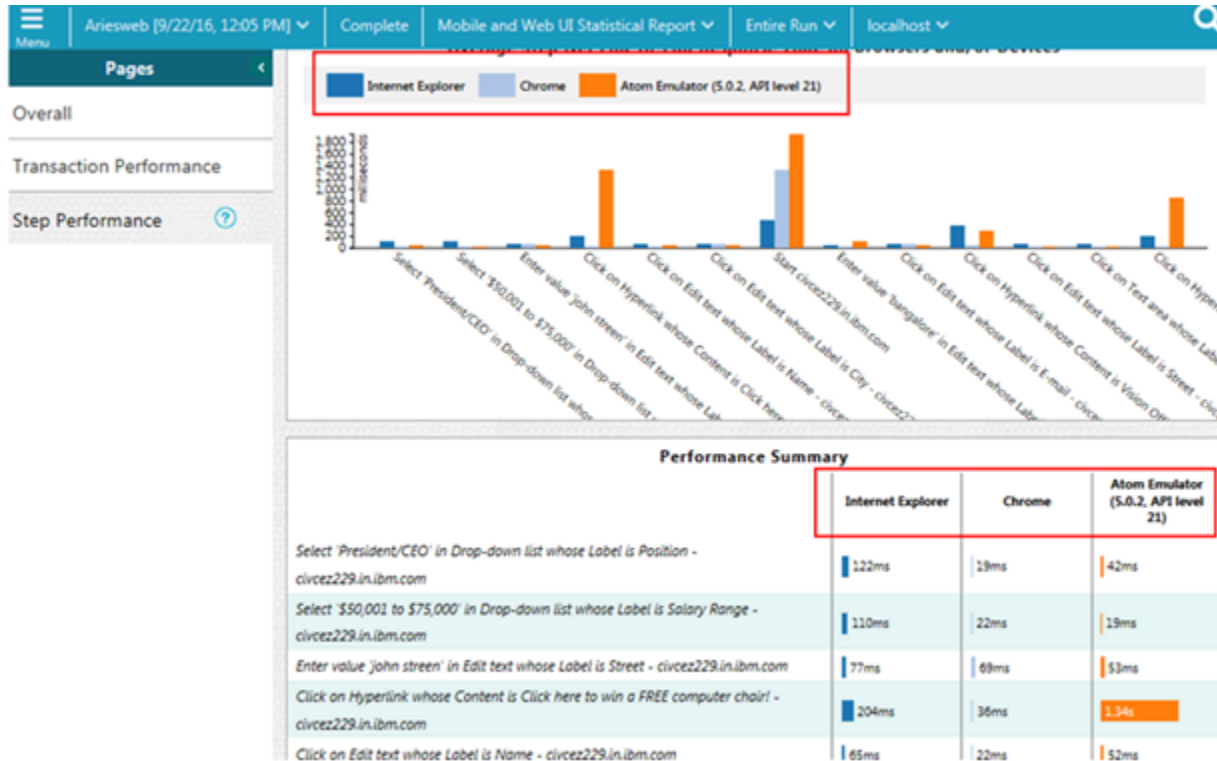 Menu
Ariesweb [9/22/16, 12:05 PM]
Complete
Mobile and Web UI Statistical Report
Entire Run
localhost
Pages
Overall
Transaction Performance
Step Performance
?
Internet Explorer
Chrome
Atom Emulator (5.0.2, API level 21)
milliseconds
800
600
400
200
0
Select 'President/CEO' in Drop-down list
Select '$50,001 to $75,000' in Drop-down list
Enter value 'john streen' in Edit text whose
Click on Hyperlink whose Content is Click here
Click on Edit text whose Label is Name -
Click on Edit text whose Label is City -
Start civcez229.in.ibm.com
Enter value 'bangalore' in Edit text whose
Click on Edit text whose Label is E-mail -
Click on Hyperlink whose Content is Vision
Click on Edit text whose Label is Street -
Click on Text area whose
Click on
Performance Summary
Internet Explorer
Chrome
Atom Emulator
(5.0.2, API level
21)
Select 'President/CEO' in Drop-down list whose Label is Position -
civcez229.in.ibm.com
122ms
19ms
42ms
Select '$50,001 to $75,000' in Drop-down list whose Label is Salary Range -
civcez229.in.ibm.com
110ms
22ms
19ms
Enter value 'john streen' in Edit text whose Label is Street - civcez229.in.ibm.com
77ms
69ms
53ms
Click on Hyperlink whose Content is Click here to win a FREE computer chair! -
civcez229.in.ibm.com
204ms
36ms
1.34s
Click on Edit text whose Label is Name - civcez229.in.ibm.com
65ms
22ms
52ms